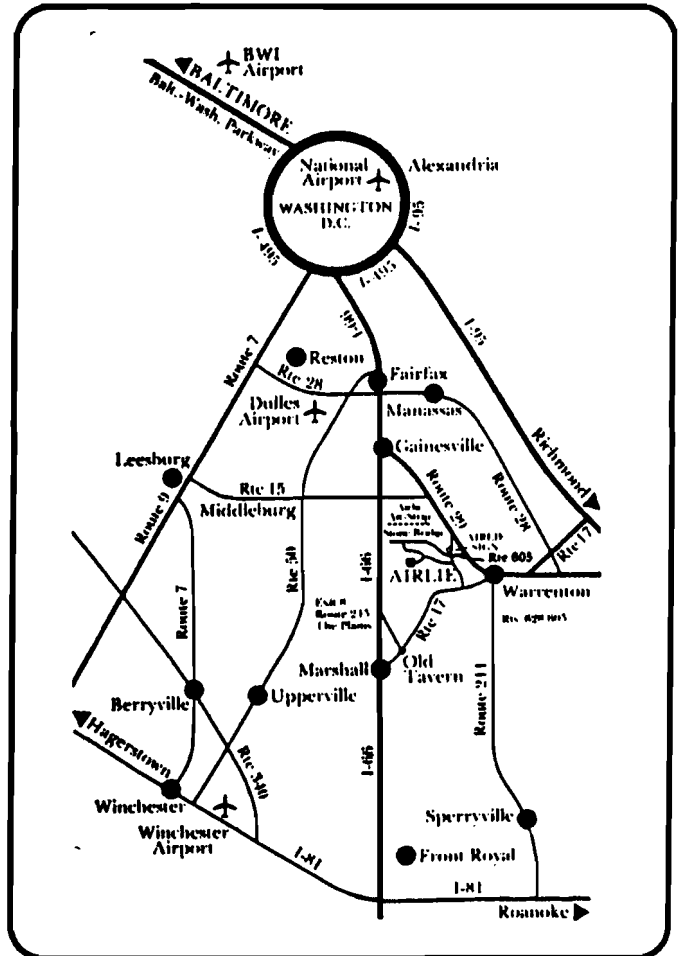 BWI
Airport
BALTIMORE
Balt.-Wash. Parkway
National
Airport
Alexandria
WASHINGTON
D.C.
I-95
I-495
I-495
I-95
I-66
Route 7
Reston
Rte 28
Fairfax
Manassas
Dulles
Airport
Gainesville
Richmond
Leesburg
Route 9
Rte 15
Middleburg
Route 29
Route 28
Rte 17
Rte 50
I-66
AIRLIE
Rte 605
Warrenton
Route 7
Route 245
The Plains
Rte 17
Marshall
Old
Tavern
Route 211
Berryville
Upperville
Hagerstown
Rte 340
I-66
Winchester
Winchester
Airport
Sperryville
Front Royal
I-81
I-81
Roanoke